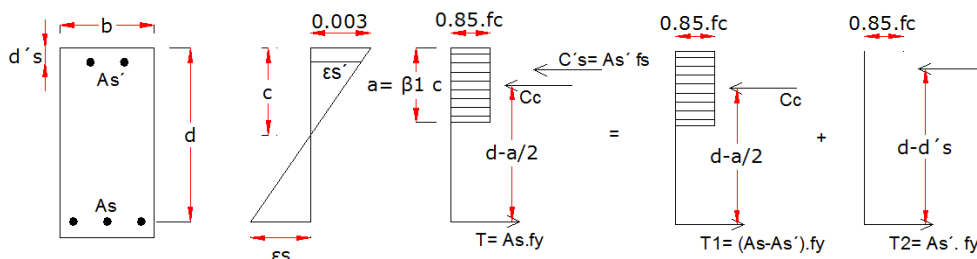 b
d´s
As´
d
As
0.003
εs´
c
εs
0.85.fc
a= β1 c
C´s= As´ fs
Cc
d-a/2
T= As.fy
=
0.85.fc
Cc
d-a/2
T1= (As-As´).fy
+
0.85.fc
d-d´s
T2= As´. fy